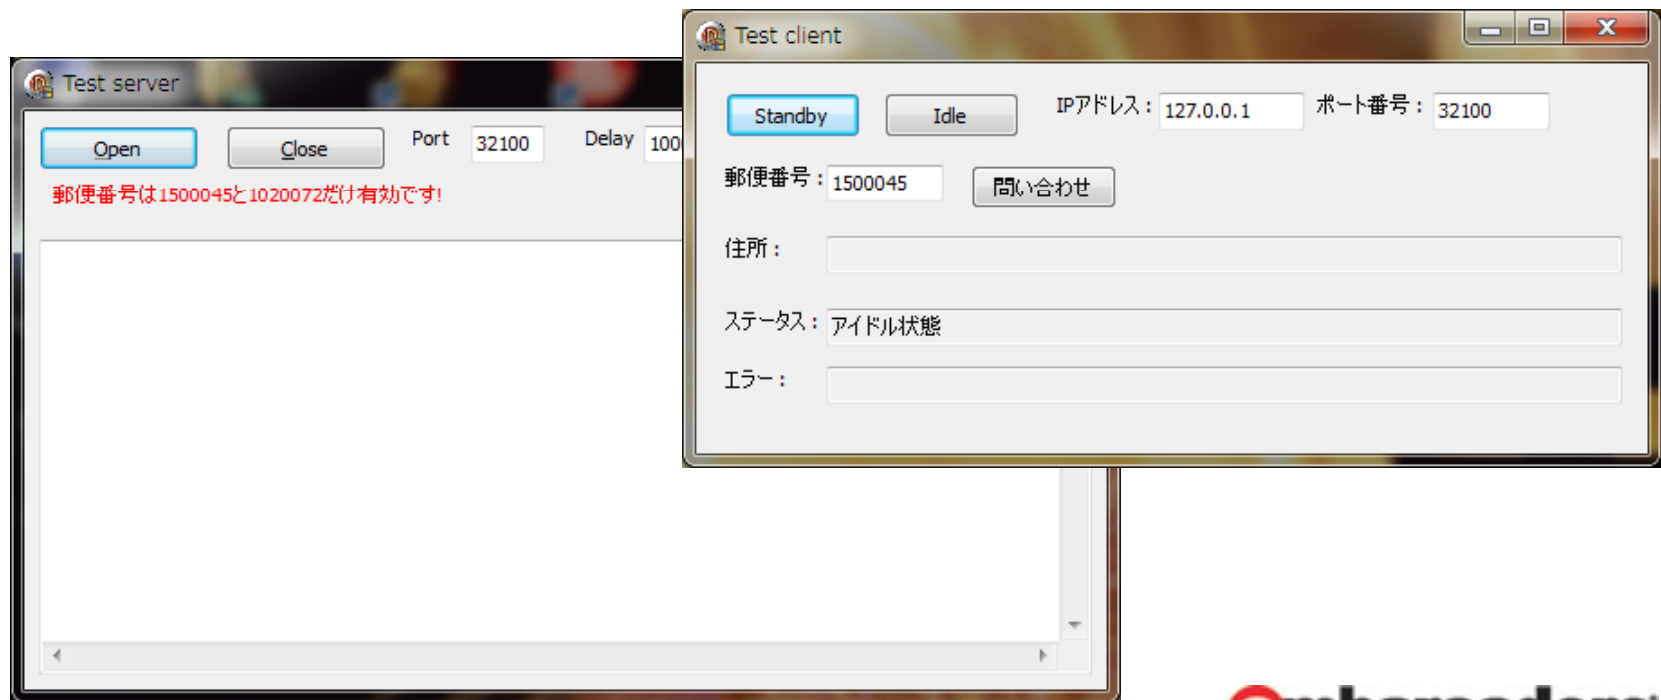 Test server
Open
Close
Port
32100
Delay
郵便番号は1500045と1020072だけ有効です!
Test client
Standby
Idle
IPアドレス：
127.0.0.1
ポート番号：
32100
郵便番号：
1500045
問い合わせ
住所：
ステータス：
アイドル状態
エラー：